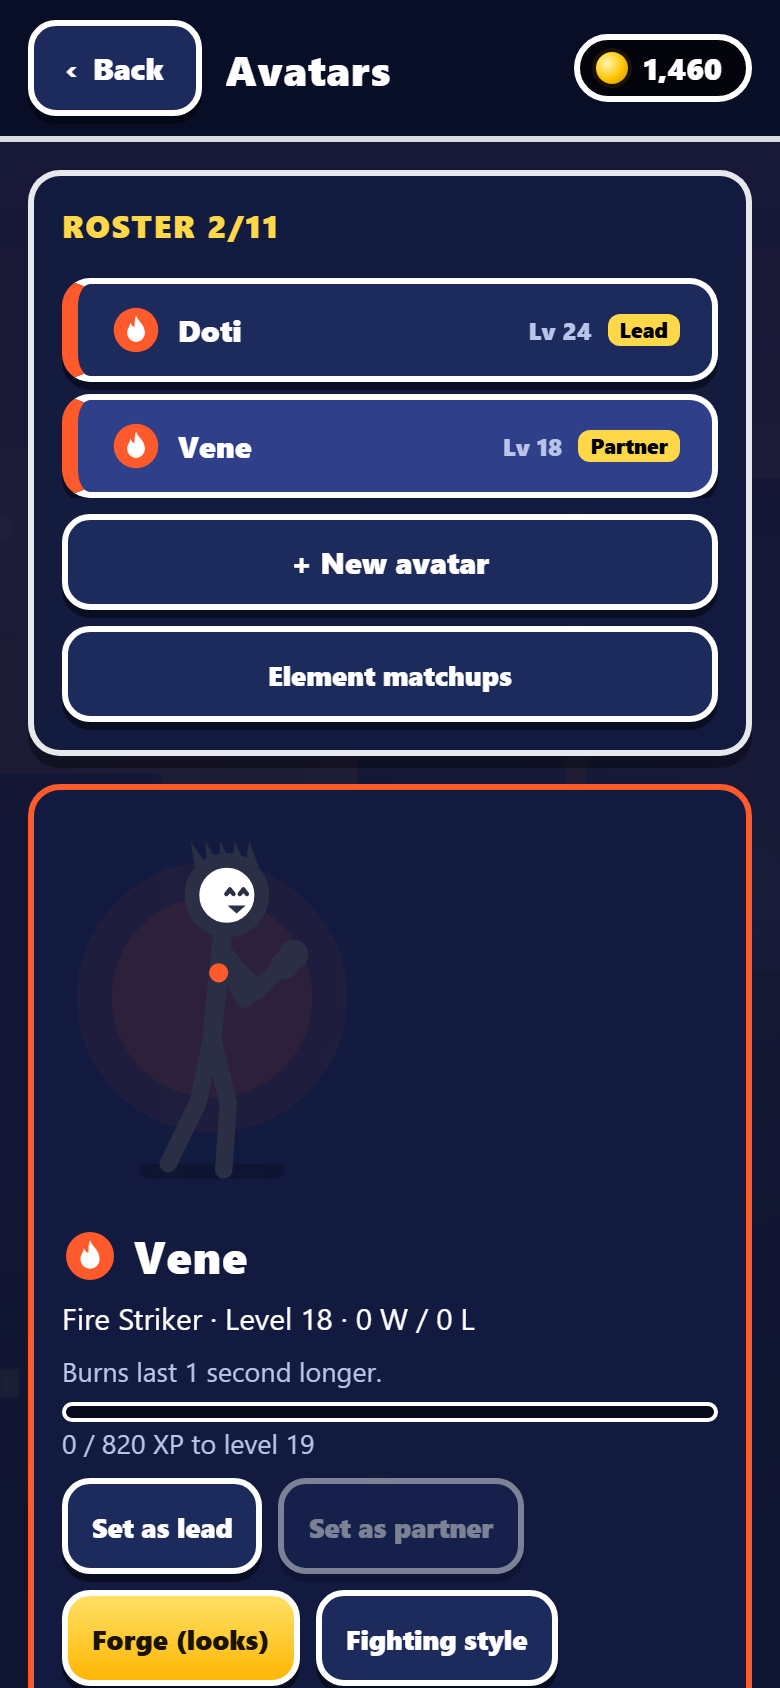 ‹ Back
Avatars
1,460
ROSTER 2/11
Doti
Lv 24
Lead
Vene
Lv 18
Partner
+ New avatar
Element matchups
Vene
Fire Striker · Level 18 · 0 W / 0 L
Burns last 1 second longer.
0 / 820 XP to level 19
Set as lead
Set as partner
Forge (looks)
Fighting style